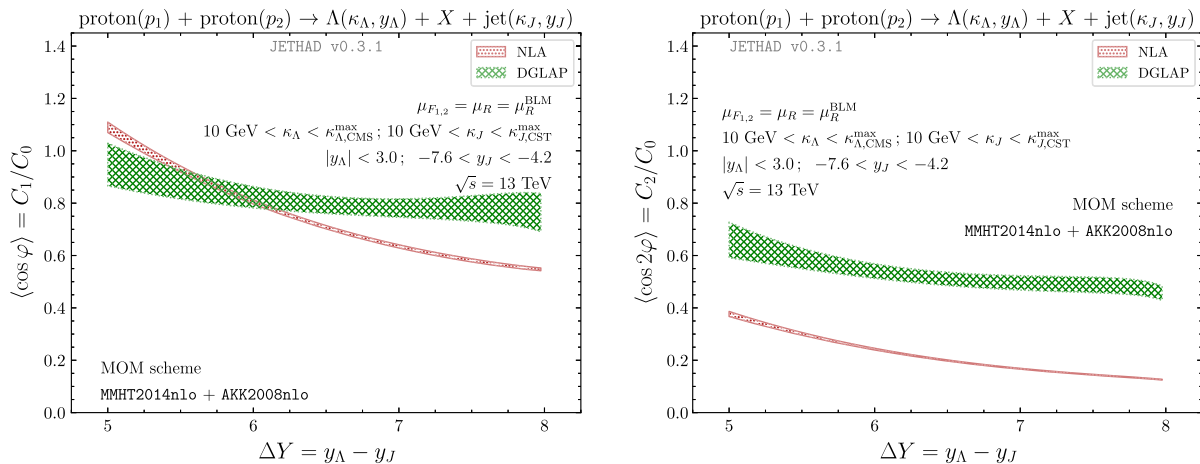 proton(p₁) + proton(p₂) → Λ(κ_Λ, y_Λ) + X + jet(κ_J, y_J)
JETHAD v0.3.1
NLA
DGLAP
μ_{F_{1,2}} = μ_R = μ_R^{BLM}
10 GeV < κ_Λ < κ_{Λ,CMS}^{max} ; 10 GeV < κ_J < κ_{J,CST}^{max}
|y_Λ| < 3.0 ; −7.6 < y_J < −4.2
√s = 13 TeV
MOM scheme
MMHT2014nlo + AKK2008nlo
⟨cos φ⟩ = C₁/C₀
1.4
1.2
1.0
0.8
0.6
0.4
0.2
0.0
5 6 7 8
ΔY = y_Λ − y_J
proton(p₁) + proton(p₂) → Λ(κ_Λ, y_Λ) + X + jet(κ_J, y_J)
JETHAD v0.3.1
NLA
DGLAP
μ_{F_{1,2}} = μ_R = μ_R^{BLM}
10 GeV < κ_Λ < κ_{Λ,CMS}^{max} ; 10 GeV < κ_J < κ_{J,CST}^{max}
|y_Λ| < 3.0 ; −7.6 < y_J < −4.2
√s = 13 TeV
MOM scheme
MMHT2014nlo + AKK2008nlo
⟨cos 2φ⟩ = C₂/C₀
1.4
1.2
1.0
0.8
0.6
0.4
0.2
0.0
5 6 7 8
ΔY = y_Λ − y_J